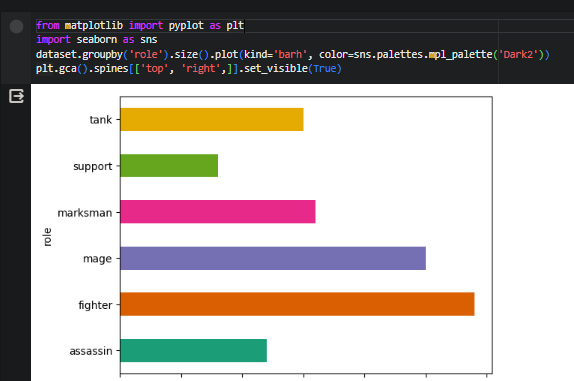 from matplotlib import pyplot as plt
import seaborn as sns
dataset.groupby('role').size().plot(kind='barh', color=sns.palettes.mpl_palette('Dark2'))
plt.gca().spines[['top', 'right',]].set_visible(True)
tank
support
marksman
role
mage
fighter
assassin